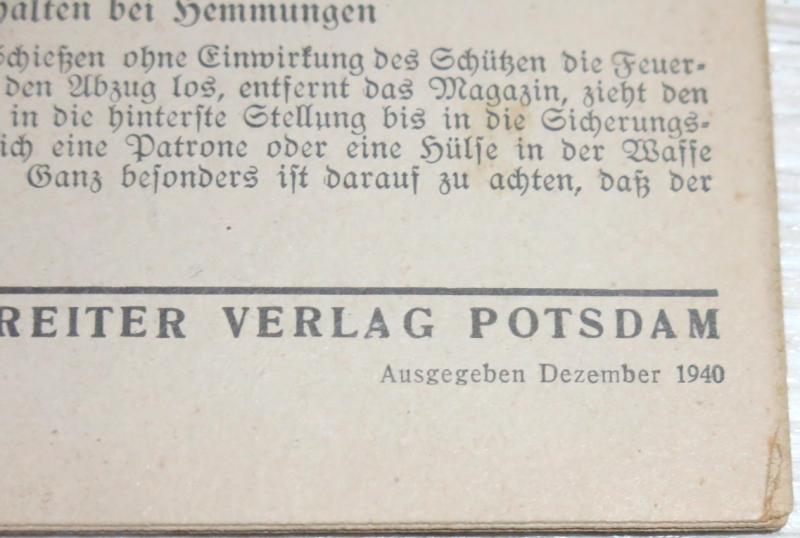 halten bei Hemmungen
schießen ohne Einwirkung des Schützen die Feuer-
den Abzug los, entfernt das Magazin, zieht den
in die hinterste Stellung bis in die Sicherungs-
ich eine Patrone oder eine Hülse in der Waffe
Ganz besonders ist darauf zu achten, daß der
REITER VERLAG POTSDAM
Ausgegeben Dezember 1940